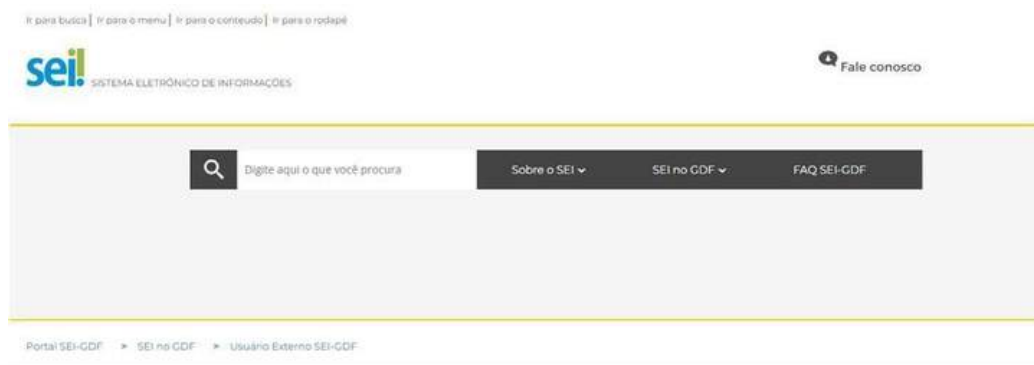 Ir para busca | Ir para o menu | Ir para o conteudo | Ir para o rodapé
sei! SISTEMA ELETRÔNICO DE INFORMAÇÕES
Fale conosco
Digite aqui o que você procura
Sobre o SEI
SEI no GDF
FAQ SEI-GDF
Portal SEI-GDF ► SEI no GDF ► Usuário Externo SEI-GDF